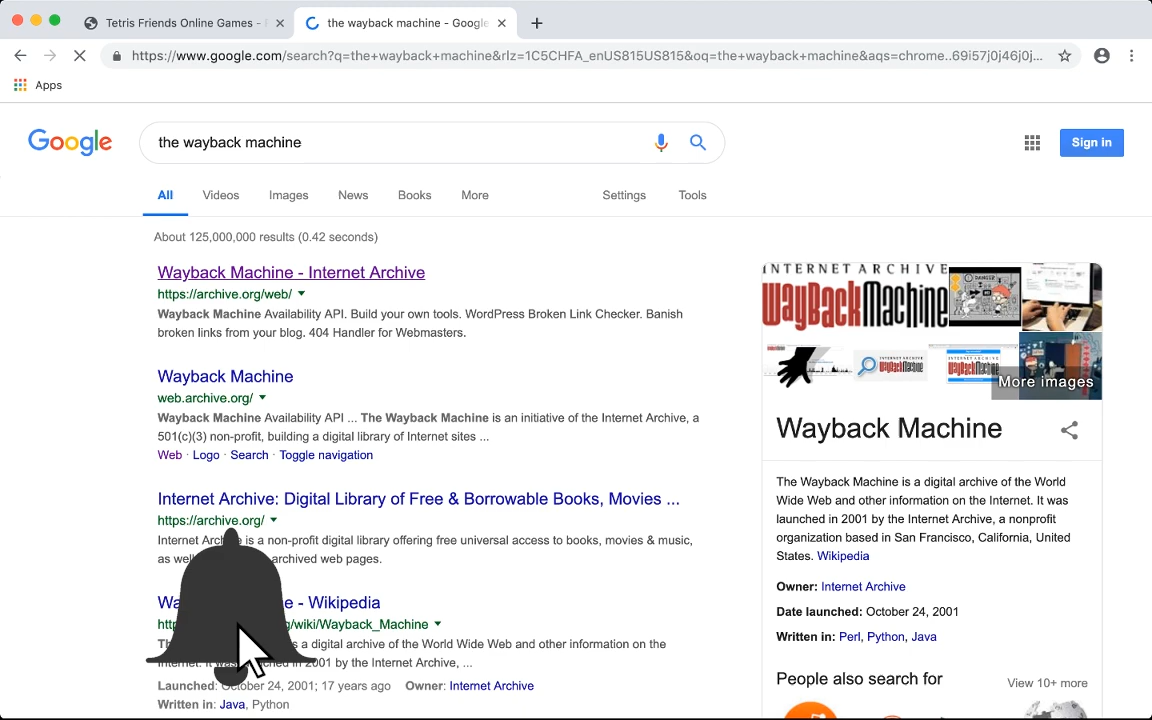 Tetris Friends Online Games -
the wayback machine - Google
https://www.google.com/search?q=the+wayback+machine&rlz=1C5CHFA_enUS815US815&oq=the+wayback+machine&aqs=chrome..69i57j0j46j0j...
Apps
Google
the wayback machine
Sign in
All Videos Images News Books More Settings Tools
About 125,000,000 results (0.42 seconds)
Wayback Machine - Internet Archive
https://archive.org/web/
Wayback Machine Availability API. Build your own tools. WordPress Broken Link Checker. Banish
broken links from your blog. 404 Handler for Webmasters.
Wayback Machine
web.archive.org/
Wayback Machine Availability API ... The Wayback Machine is an initiative of the Internet Archive, a
501(c)(3) non-profit, building a digital library of Internet sites ...
Web · Logo · Search · Toggle navigation
Internet Archive: Digital Library of Free & Borrowable Books, Movies ...
https://archive.org/
Internet is a non-profit digital library offering free universal access to books, movies & music,
as archived web pages.
- Wikipedia
/wiki/Wayback_Machine
is a digital archive of the World Wide Web and other information on the
in 2001 by the Internet Archive, ...
Launched: October 24, 2001; 17 years ago Owner: Internet Archive
Written in: Java, Python
INTERNET ARCHIVE
WayBackMachine
More images
Wayback Machine
The Wayback Machine is a digital archive of the World
Wide Web and other information on the Internet. It was
launched in 2001 by the Internet Archive, a nonprofit
organization based in San Francisco, California, United
States. Wikipedia
Owner: Internet Archive
Date launched: October 24, 2001
Written in: Perl, Python, Java
People also search for View 10+ more